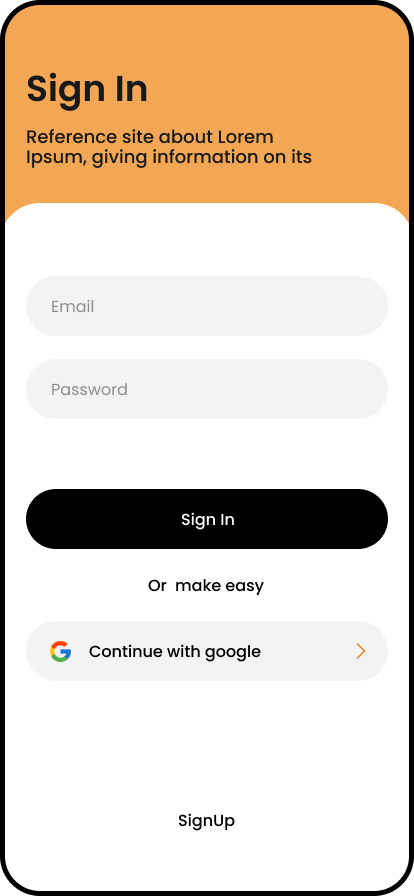 Sign In
Reference site about Lorem
Ipsum, giving information on its
Email
Password
Sign In
Or  make easy
Continue with google
SignUp